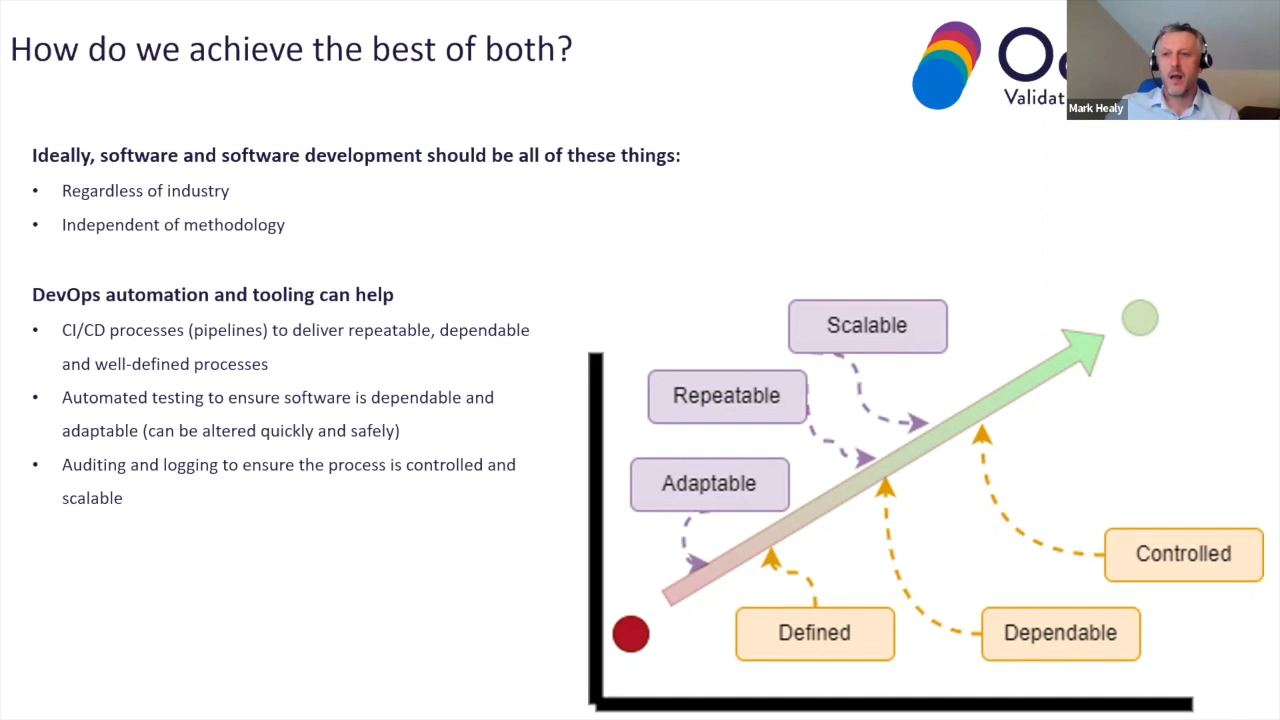 How do we achieve the best of both?
Mark Healy
Ideally, software and software development should be all of these things:
• Regardless of industry
• Independent of methodology
DevOps automation and tooling can help
• CI/CD processes (pipelines) to deliver repeatable, dependable
and well-defined processes
• Automated testing to ensure software is dependable and
adaptable (can be altered quickly and safely)
• Auditing and logging to ensure the process is controlled and
scalable
Scalable
Repeatable
Adaptable
Controlled
Defined
Dependable